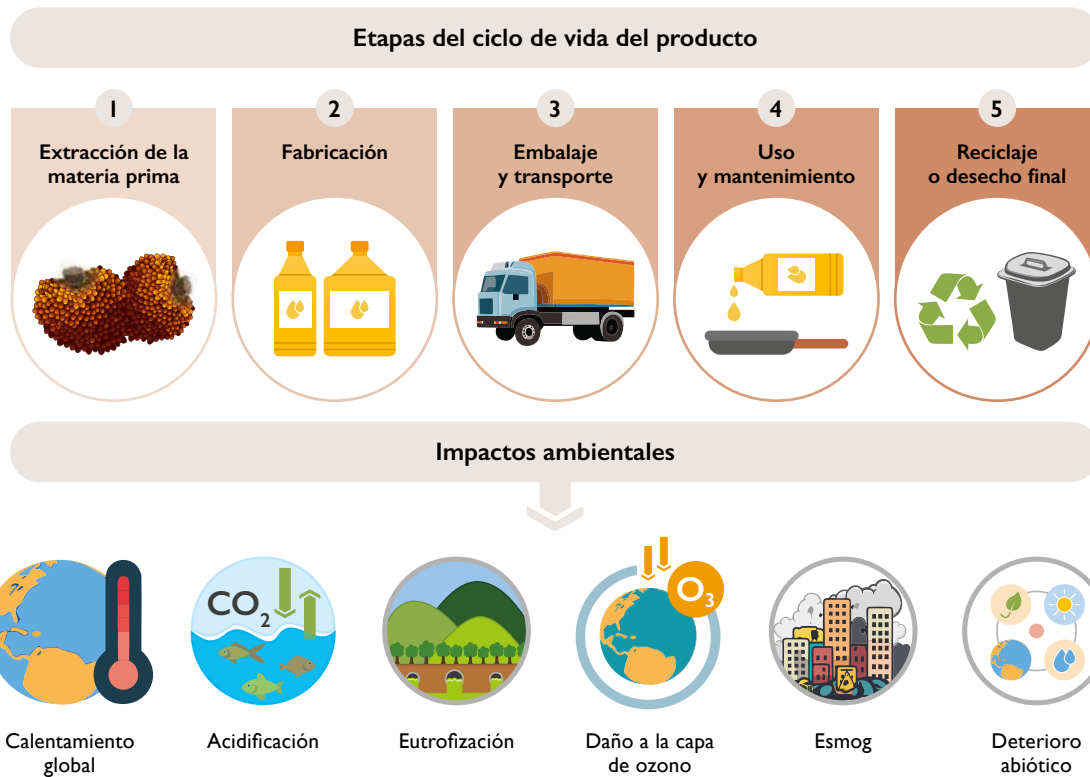 Etapas del ciclo de vida del producto
1
Extracción de la
materia prima
2
Fabricación
3
Embalaje
y transporte
4
Uso
y mantenimiento
5
Reciclaje
o desecho final
Impactos ambientales
CO₂
O₃
Calentamiento
global
Acidificación
Eutrofización
Daño a la capa
de ozono
Esmog
Deterioro
abiótico